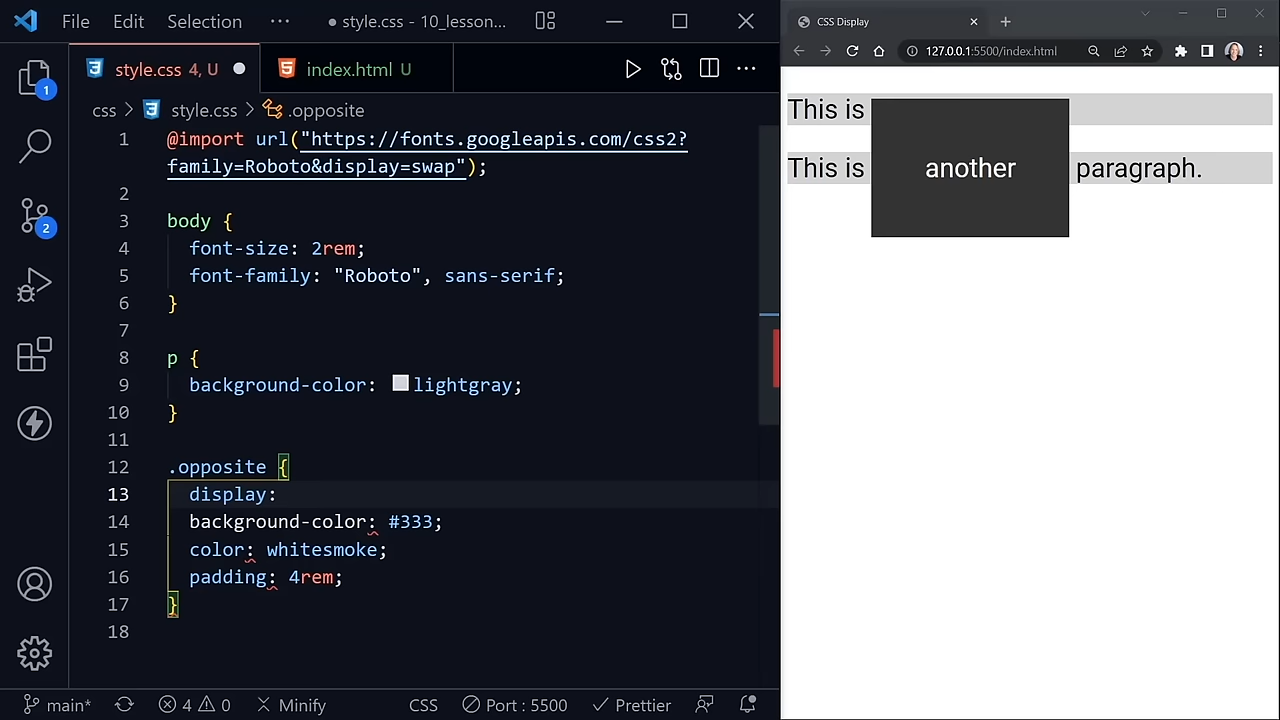 File Edit Selection ··· ● style.css - 10_lesson...
style.css 4, U ● index.html U
css > style.css > .opposite
1 @import url("https://fonts.googleapis.com/css2?
family=Roboto&display=swap");
2
3 body {
4 font-size: 2rem;
5 font-family: "Roboto", sans-serif;
6 }
7
8 p {
9 background-color: lightgray;
10 }
11
12 .opposite {
13 display:
14 background-color: #333;
15 color: whitesmoke;
16 padding: 4rem;
17 }
18
1
2
main* 4 0 Minify CSS Port : 5500 Prettier
CSS Display
127.0.0.1:5500/index.html
This is
This is another paragraph.